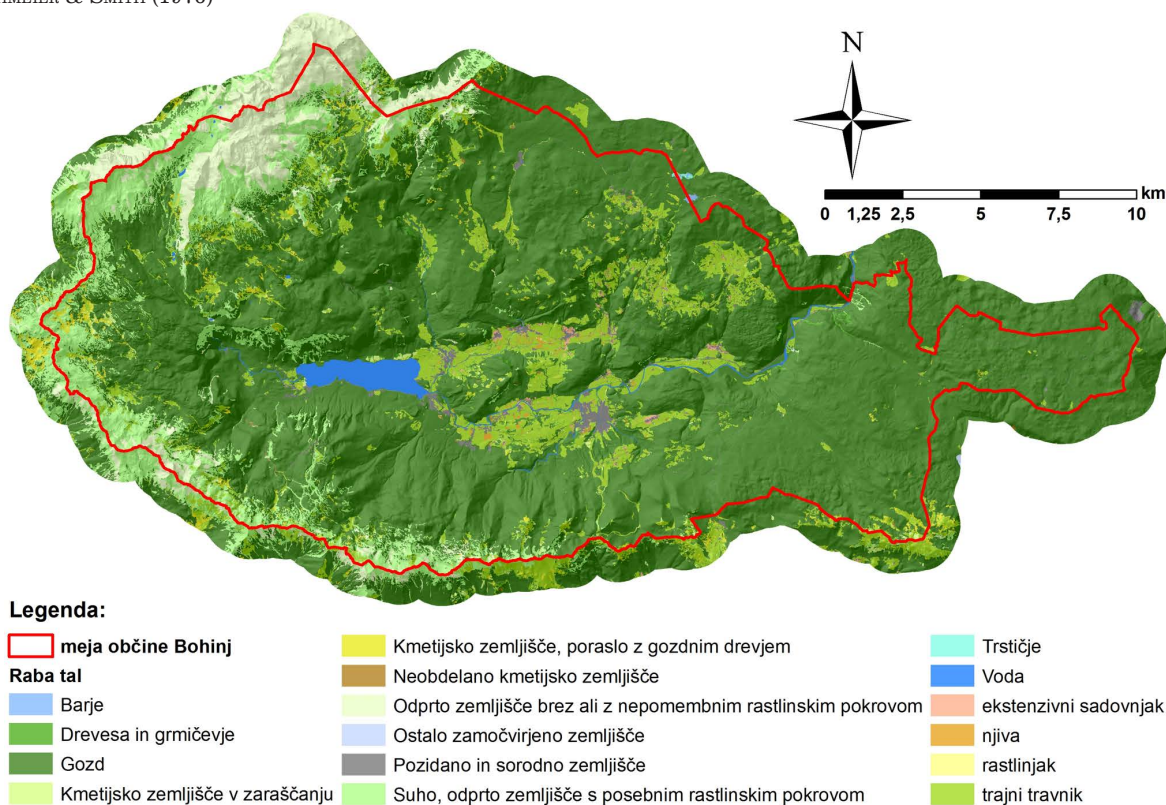 & SMITH (1978)
N
km
0 1,25 2,5 5 7,5 10
Legenda:
meja občine Bohinj
Raba tal
Barje
Drevesa in grmičevje
Gozd
Kmetijsko zemljišče v zaraščanju
Kmetijsko zemljišče, poraslo z gozdnim drevjem
Neobdelano kmetijsko zemljišče
Odprto zemljišče brez ali z nepomembnim rastlinskim pokrovom
Ostalo zamočvirjeno zemljišče
Pozidano in sorodno zemljišče
Suho, odprto zemljišče s posebnim rastlinskim pokrovom
Trstičje
Voda
ekstenzivni sadovnjak
njiva
rastlinjak
trajni travnik